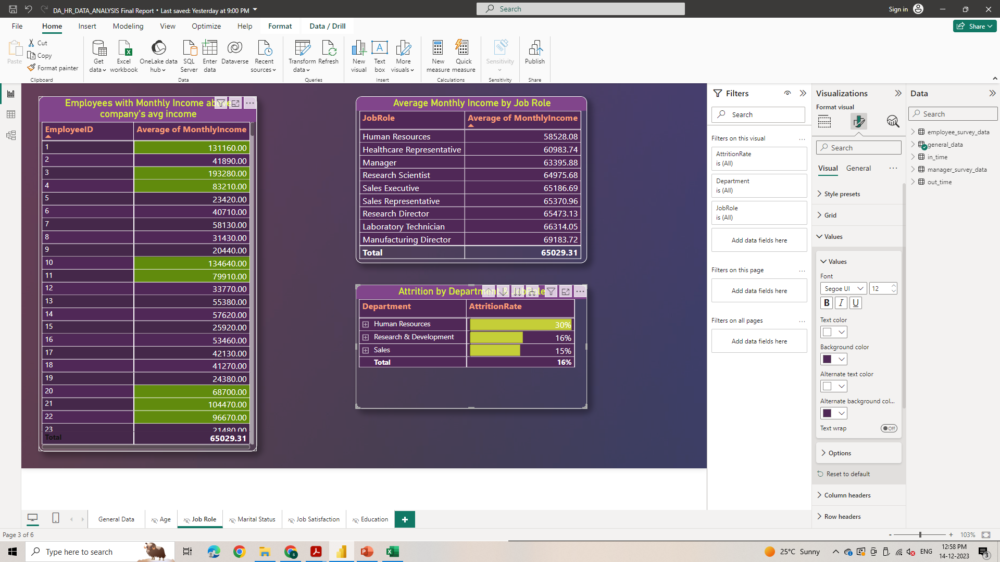 DA_HR_DATA_ANALYSIS Final Report • Last saved: Yesterday at 9:00 PM
Search
Sign in
File Home Insert Modeling View Optimize Help Format Data / Drill
Share
Paste
Cut
Copy
Format painter
Clipboard
Get data
Excel workbook
OneLake data hub
SQL Server
Enter data
Dataverse
Recent sources
Data
Transform data
Refresh
Queries
New visual
Text box
More visuals
Insert
New measure
Quick measure
Calculations
Sensitivity
Sensitivity
Publish
Share
Employees with Monthly Income above
company's avg income
EmployeeID Average of MonthlyIncome
1 131160.00
2 41890.00
3 193280.00
4 83210.00
5 23420.00
6 40710.00
7 58130.00
8 31430.00
9 20440.00
10 134640.00
11 79910.00
12 33770.00
13 55380.00
14 57620.00
15 25920.00
16 53460.00
17 42130.00
18 41270.00
19 24380.00
20 68700.00
21 104470.00
22 96670.00
23 21480.00
Total 65029.31
Average Monthly Income by Job Role
JobRole Average of MonthlyIncome
Human Resources 58528.08
Healthcare Representative 60983.74
Manager 63395.88
Research Scientist 64975.68
Sales Executive 65186.69
Sales Representative 65370.96
Research Director 65473.13
Laboratory Technician 66314.05
Manufacturing Director 69183.72
Total 65029.31
Attrition by Department & JobRole
Department AttritionRate
Human Resources 30%
Research & Development 16%
Sales 15%
Total 16%
Filters
Search
Filters on this visual ...
AttritionRate
is (All)
Department
is (All)
JobRole
is (All)
Add data fields here
Filters on this page ...
Add data fields here
Filters on all pages ...
Add data fields here
Visualizations
Format visual
Search
Visual General ...
Style presets
Grid
Values
Values
Font
Segoe UI 12
B I U
Text color
Background color
Alternate text color
Alternate background col...
Text wrap Off
Options
Reset to default
Column headers
Row headers
Data
Search
employee_survey_data
general_data
in_time
manager_survey_data
out_time
General Data Age Job Role Marital Status Job Satisfaction Education +
Page 3 of 6
- + 103%
Type here to search
25°C Sunny
ENG
12:58 PM
14-12-2023
3